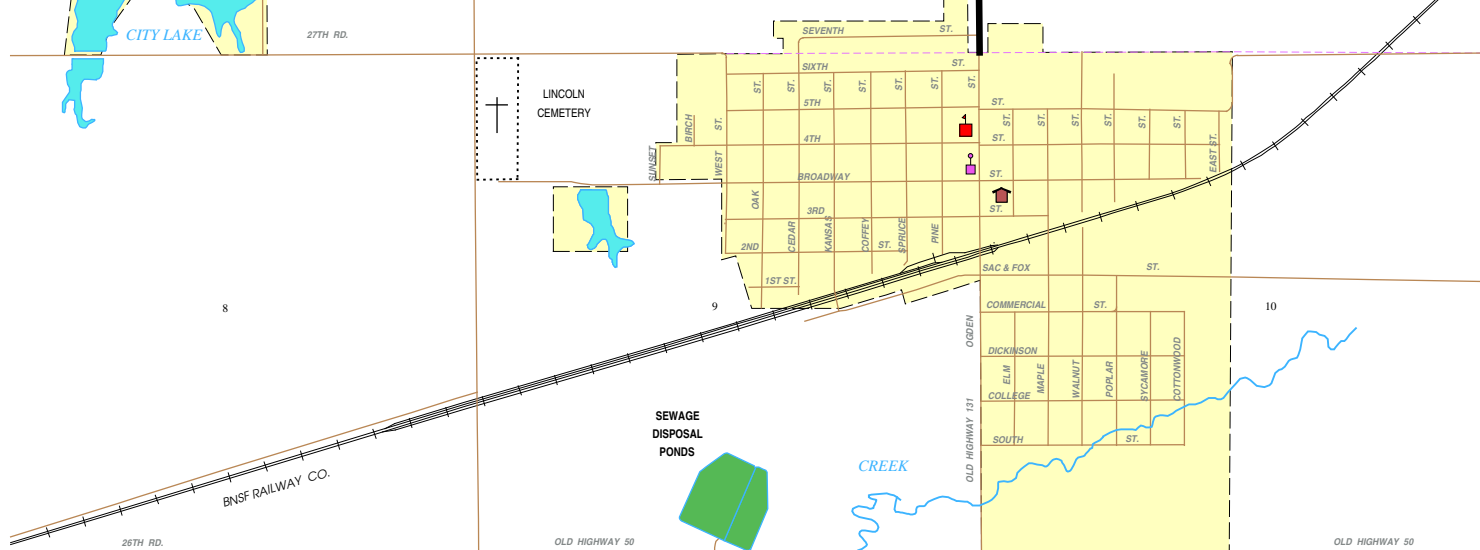 CITY LAKE
27TH RD.
SEVENTH ST.
SIXTH ST.
LINCOLN
CEMETERY
ST.
ST.
ST.
ST.
ST.
ST.
ST.
5TH ST.
ST.
ST.
ST.
ST.
ST.
ST.
BIRCH
ST.
4TH ST.
EAST ST.
SUNSET
WEST
BROADWAY ST.
OAK
3RD ST.
2ND ST.
CEDAR
KANSAS
COFFEY
SPRUCE
PINE
SAC & FOX ST.
1ST ST.
8
9
10
COMMERCIAL ST.
OGDEN
DICKINSON
ELM
MAPLE
WALNUT
POPLAR
SYCAMORE
COTTONWOOD
COLLEGE
OLD HIGHWAY 131
SOUTH ST.
SEWAGE
DISPOSAL
PONDS
CREEK
BNSF RAILWAY CO.
26TH RD.
OLD HIGHWAY 50
OLD HIGHWAY 50